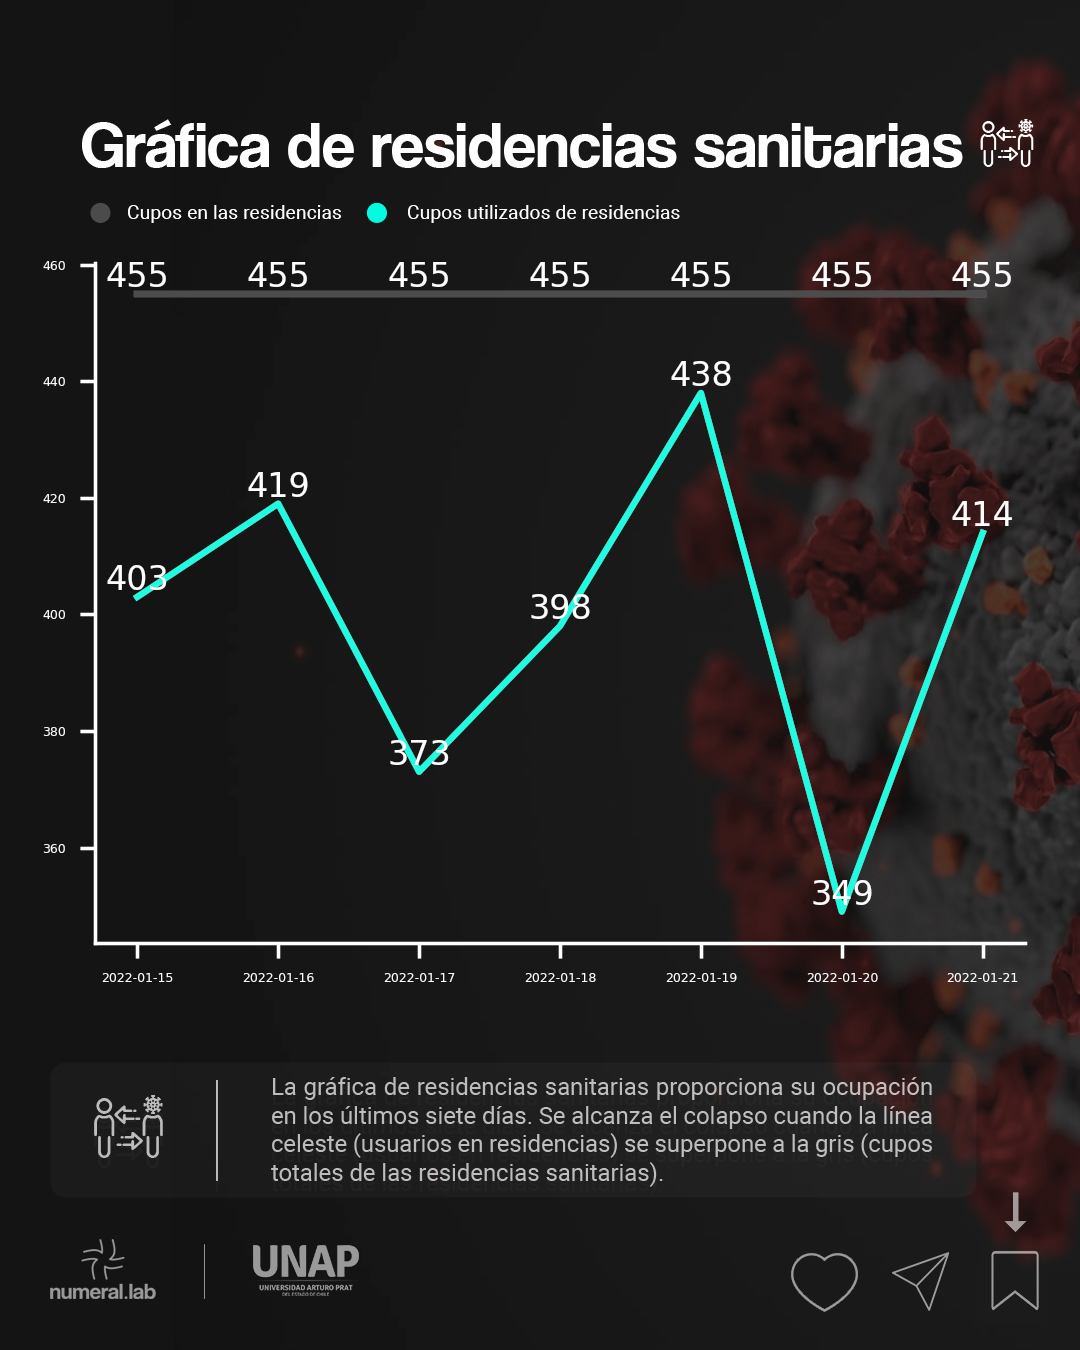 Gráfica de residencias sanitarias
Cupos en las residencias
Cupos utilizados de residencias
460
455 455 455 455 455 455 455
440
438
420
419
414
403
400
398
380
373
360
349
2022-01-15 2022-01-16 2022-01-17 2022-01-18 2022-01-19 2022-01-20 2022-01-21
La gráfica de residencias sanitarias proporciona su ocupación
en los últimos siete días. Se alcanza el colapso cuando la línea
celeste (usuarios en residencias) se superpone a la gris (cupos
totales de las residencias sanitarias).
numeral.lab
UNAP
UNIVERSIDAD ARTURO PRAT
DEL ESTADO DE CHILE